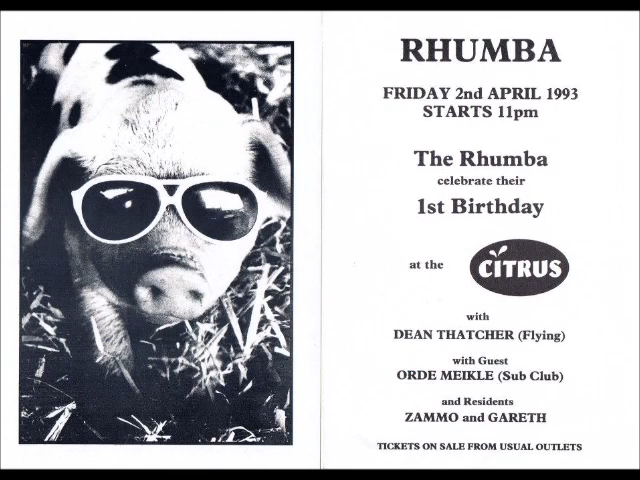 RHUMBA
FRIDAY 2nd APRIL 1993
STARTS 11pm
The Rhumba
celebrate their
1st Birthday
at the CITRUS
with
DEAN THATCHER (Flying)
with Guest
ORDE MEIKLE (Sub Club)
and Residents
ZAMMO and GARETH
TICKETS ON SALE FROM USUAL OUTLETS